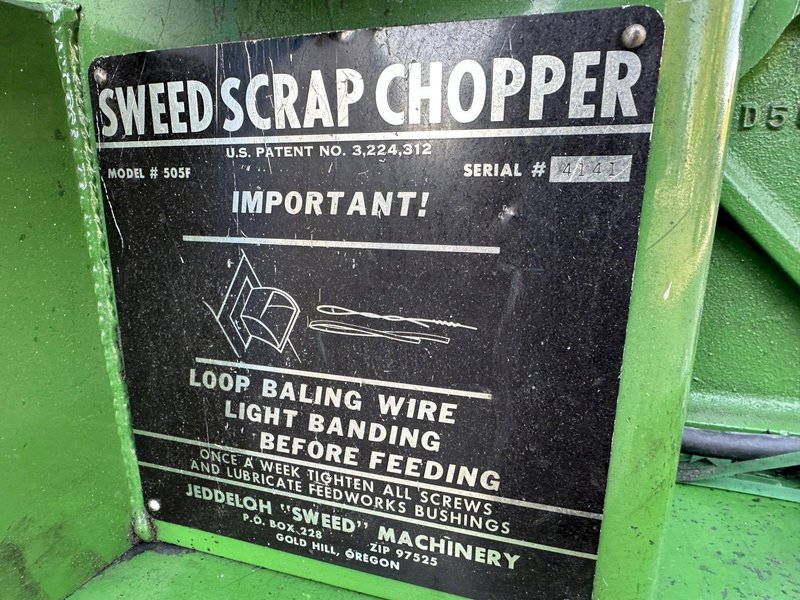 SWEED SCRAP CHOPPER
U.S. PATENT NO. 3,224,312
MODEL # 505F SERIAL # 4141
IMPORTANT!
LOOP BALING WIRE
LIGHT BANDING
BEFORE FEEDING
ONCE A WEEK TIGHTEN ALL SCREWS
AND LUBRICATE FEEDWORKS BUSHINGS
JEDDELOH "SWEED" MACHINERY
P.O. BOX 228 ZIP 97525
GOLD HILL, OREGON